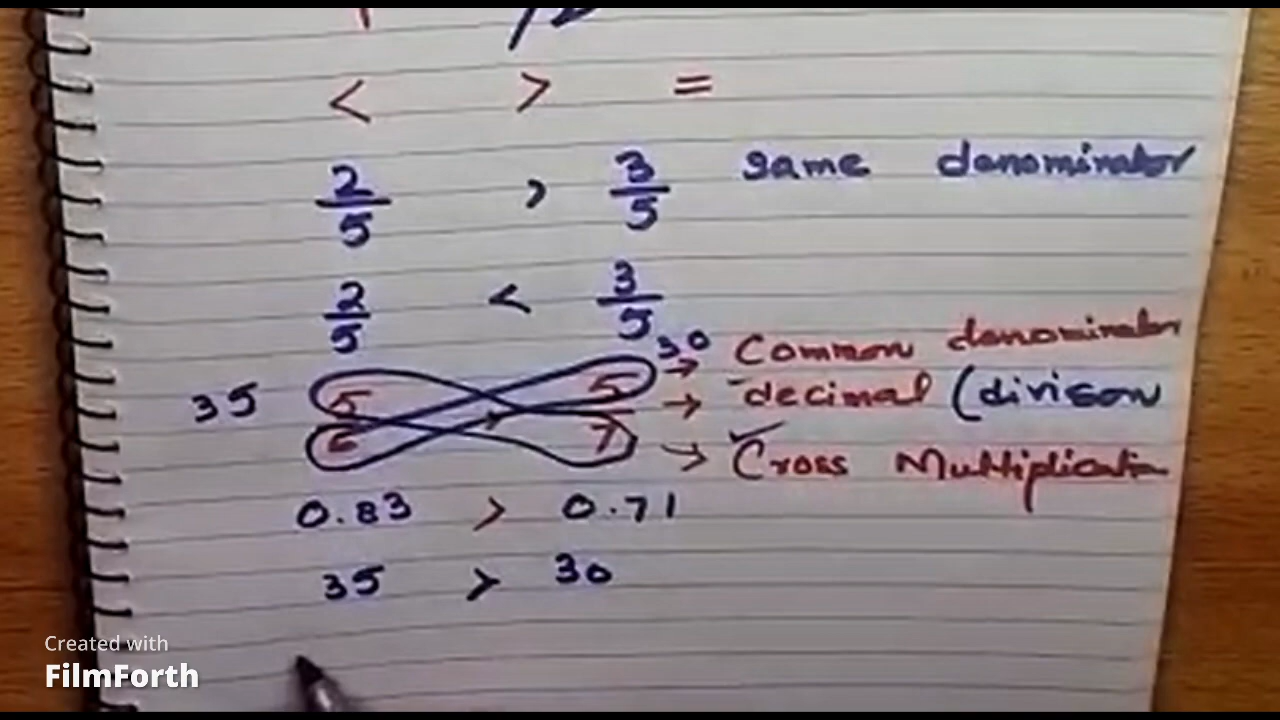 < > =
2/5 > 3/5 same denominator
2/5 < 3/5
30 → Common denominator
35 5/6 5/7 → decimal (divison
→ Cross Multiplication
0.83 > 0.71
35 > 30
Created with
FilmForth